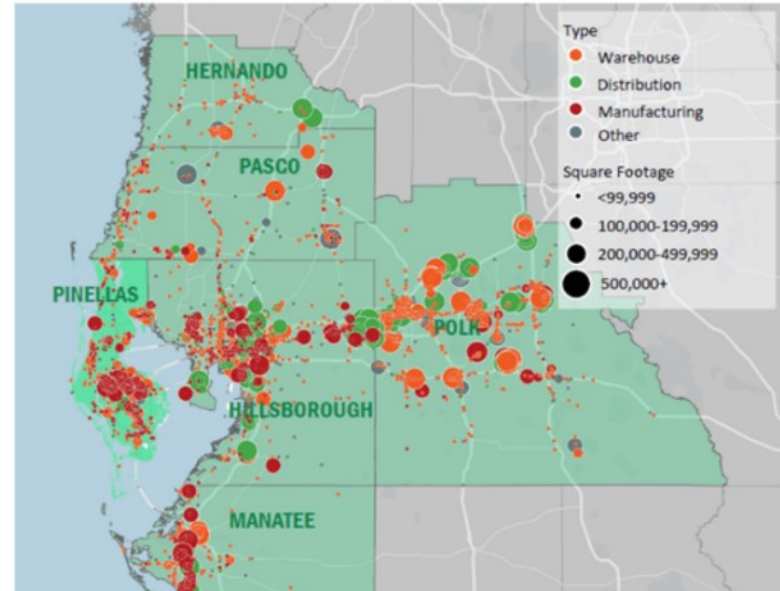 Type
Warehouse
Distribution
Manufacturing
Other
Square Footage
<99,999
100,000-199,999
200,000-499,999
500,000+
HERNANDO
PASCO
PINELLAS
POLK
HILLSBOROUGH
MANATEE